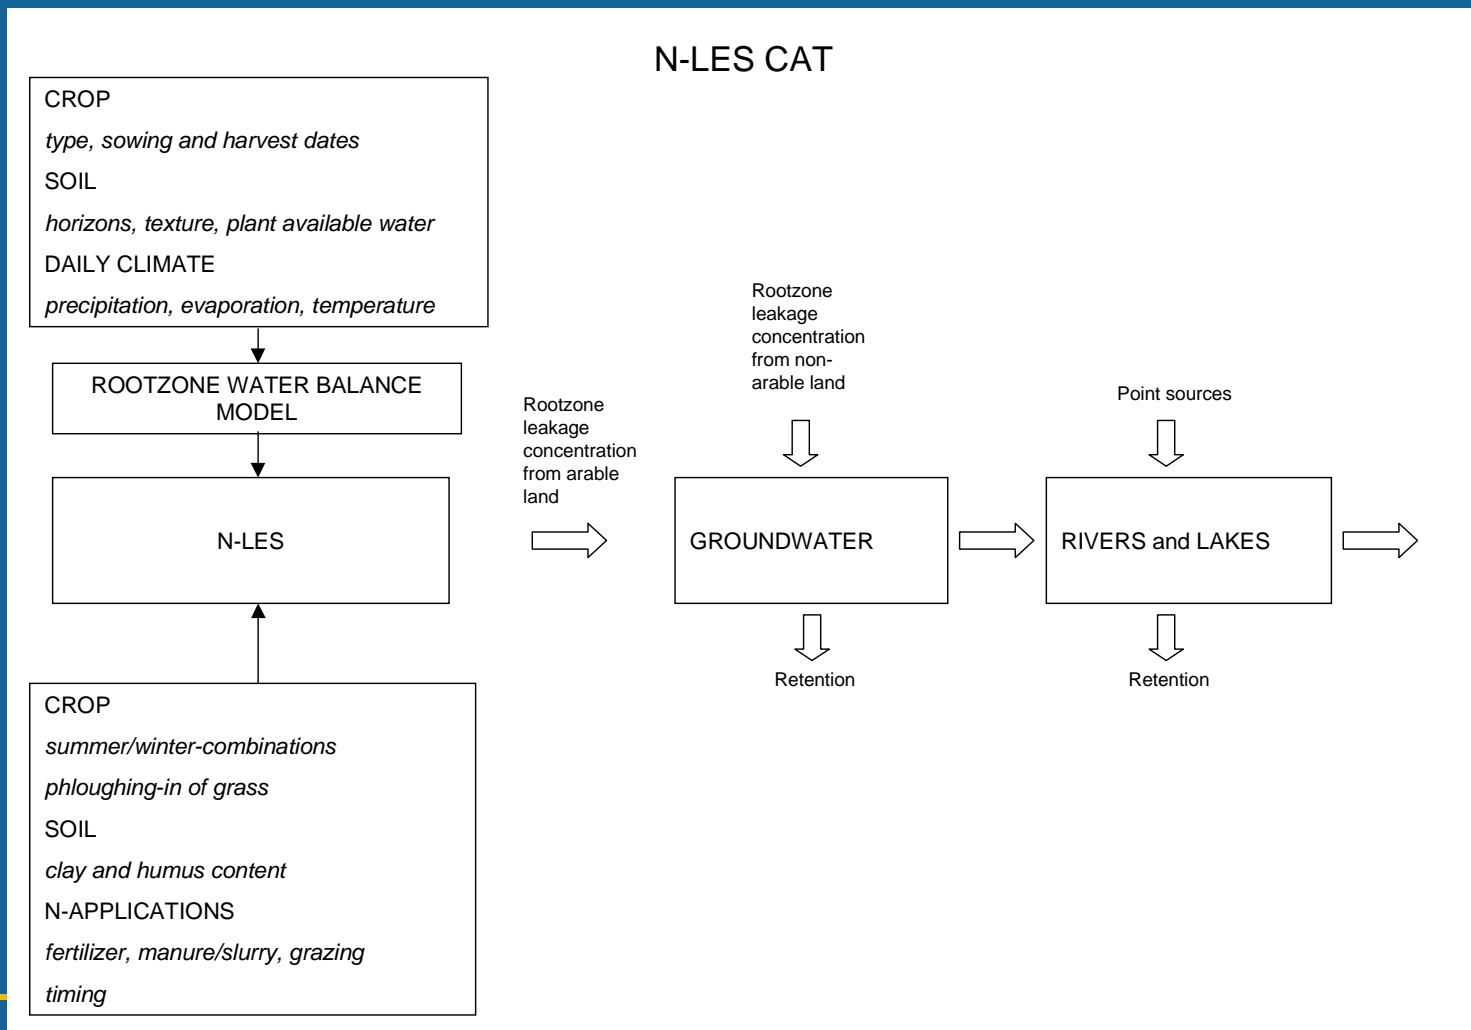 N-LES CAT
CROP
type, sowing and harvest dates
SOIL
horizons, texture, plant available water
DAILY CLIMATE
precipitation, evaporation, temperature
ROOTZONE WATER BALANCE
MODEL
N-LES
CROP
summer/winter-combinations
phloughing-in of grass
SOIL
clay and humus content
N-APPLICATIONS
fertilizer, manure/slurry, grazing
timing
Rootzone
leakage
concentration
from arable
land
Rootzone
leakage
concentration
from non-
arable land
GROUNDWATER
Retention
Point sources
RIVERS and LAKES
Retention